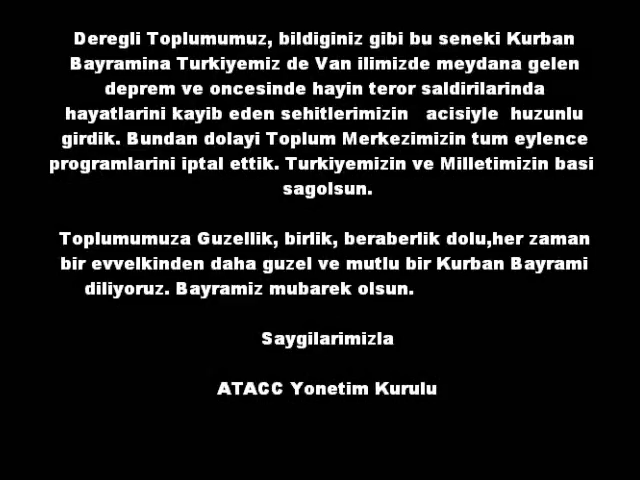 Deregli Toplumumuz, bildiginiz gibi bu seneki Kurban
Bayramina Turkiyemiz de Van ilimizde meydana gelen
deprem ve oncesinde hayin teror saldirilarinda
hayatlarini kayib eden sehitlerimizin acisiyle huzunlu
girdik. Bundan dolayi Toplum Merkezimizin tum eylence
programlarini iptal ettik. Turkiyemizin ve Milletimizin basi
sagolsun.
Toplumumuza Guzellik, birlik, beraberlik dolu,her zaman
bir evvelkinden daha guzel ve mutlu bir Kurban Bayrami
diliyoruz. Bayramiz mubarek olsun.
Saygilarimizla
ATACC Yonetim Kurulu